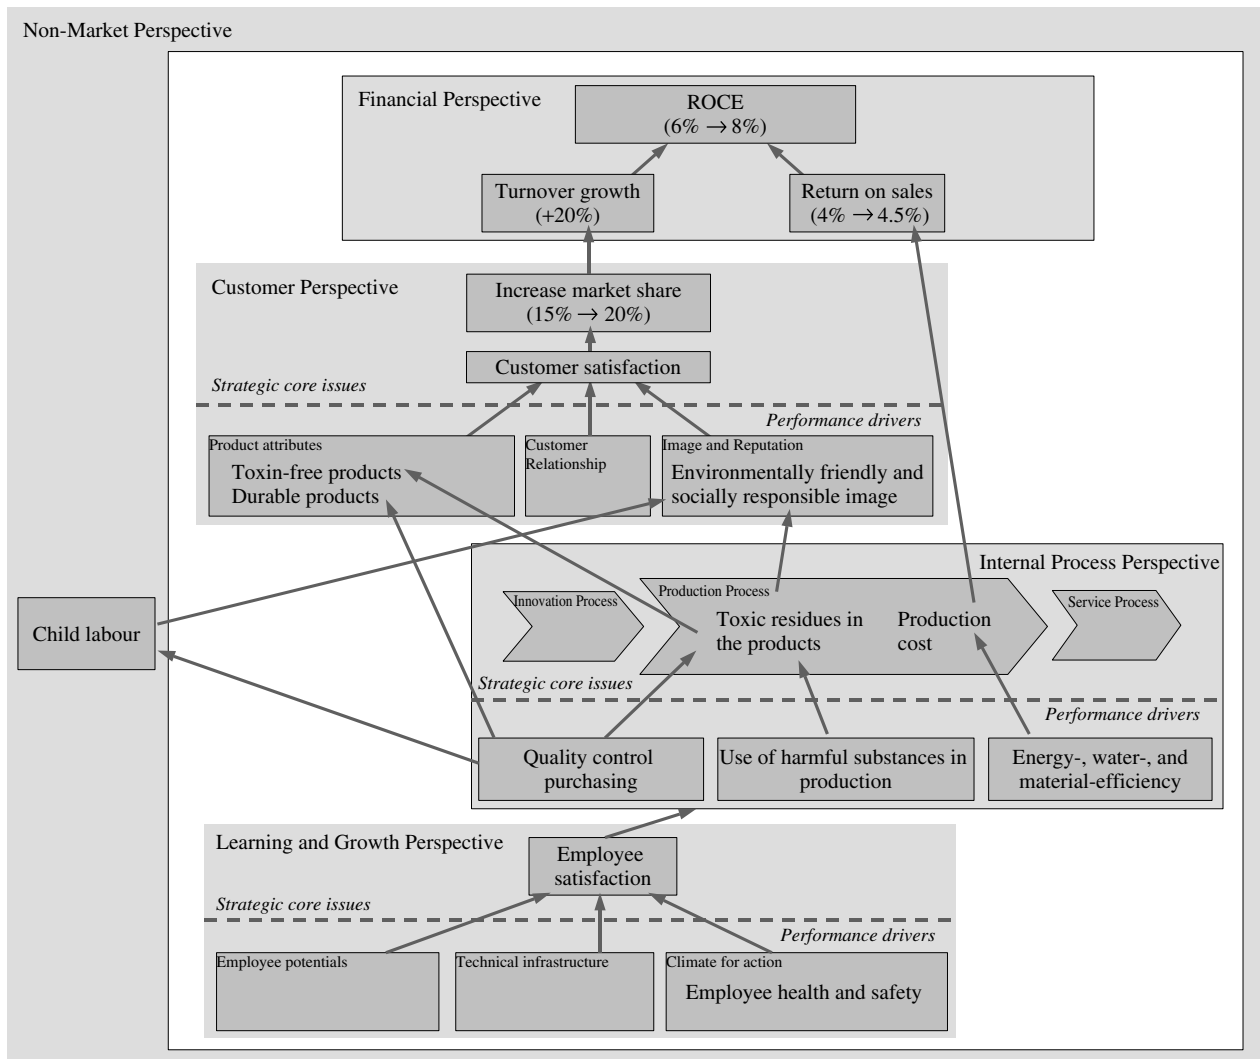 Non-Market Perspective
Financial Perspective
ROCE
(6% → 8%)
Turnover growth
(+20%)
Return on sales
(4% → 4.5%)
Customer Perspective
Increase market share
(15% → 20%)
Customer satisfaction
Strategic core issues
Performance drivers
Product attributes
Toxin-free products
Durable products
Customer
Relationship
Image and Reputation
Environmentally friendly and
socially responsible image
Internal Process Perspective
Innovation Process
Production Process
Toxic residues in
the products
Production
cost
Service Process
Child labour
Strategic core issues
Performance drivers
Quality control
purchasing
Use of harmful substances in
production
Energy-, water-, and
material-efficiency
Learning and Growth Perspective
Employee
satisfaction
Strategic core issues
Performance drivers
Employee potentials
Technical infrastructure
Climate for action
Employee health and safety